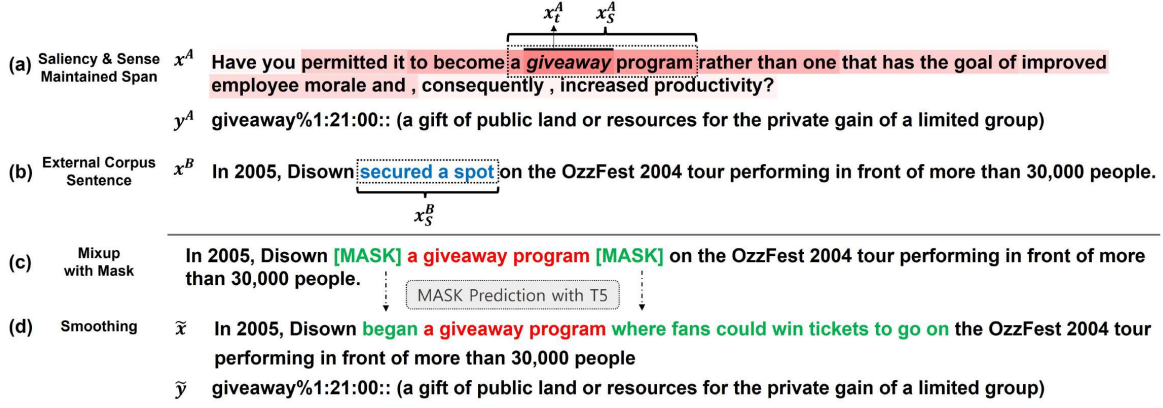 x_t^A x_S^A
(a) Saliency & Sense Maintained Span x^A Have you permitted it to become a giveaway program rather than one that has the goal of improved
employee morale and , consequently , increased productivity?
y^A giveaway%1:21:00:: (a gift of public land or resources for the private gain of a limited group)
(b) External Corpus Sentence x^B In 2005, Disown secured a spot on the OzzFest 2004 tour performing in front of more than 30,000 people.
x_S^B
(c) Mixup with Mask In 2005, Disown [MASK] a giveaway program [MASK] on the OzzFest 2004 tour performing in front of more
than 30,000 people.
MASK Prediction with T5
(d) Smoothing x̃ In 2005, Disown began a giveaway program where fans could win tickets to go on the OzzFest 2004 tour
performing in front of more than 30,000 people
ỹ giveaway%1:21:00:: (a gift of public land or resources for the private gain of a limited group)